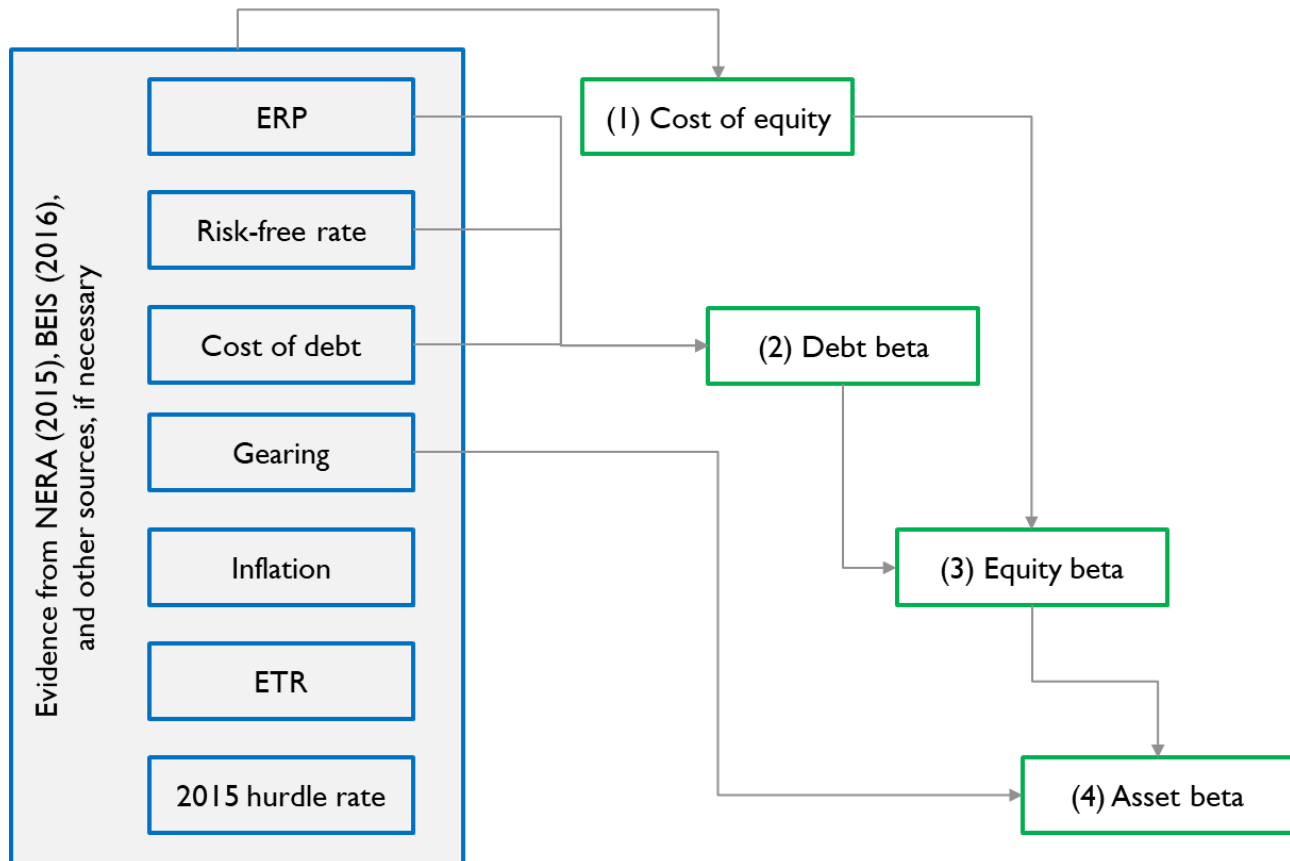 Evidence from NERA (2015), BEIS (2016),
and other sources, if necessary
ERP
Risk-free rate
Cost of debt
Gearing
Inflation
ETR
2015 hurdle rate
(1) Cost of equity
(2) Debt beta
(3) Equity beta
(4) Asset beta